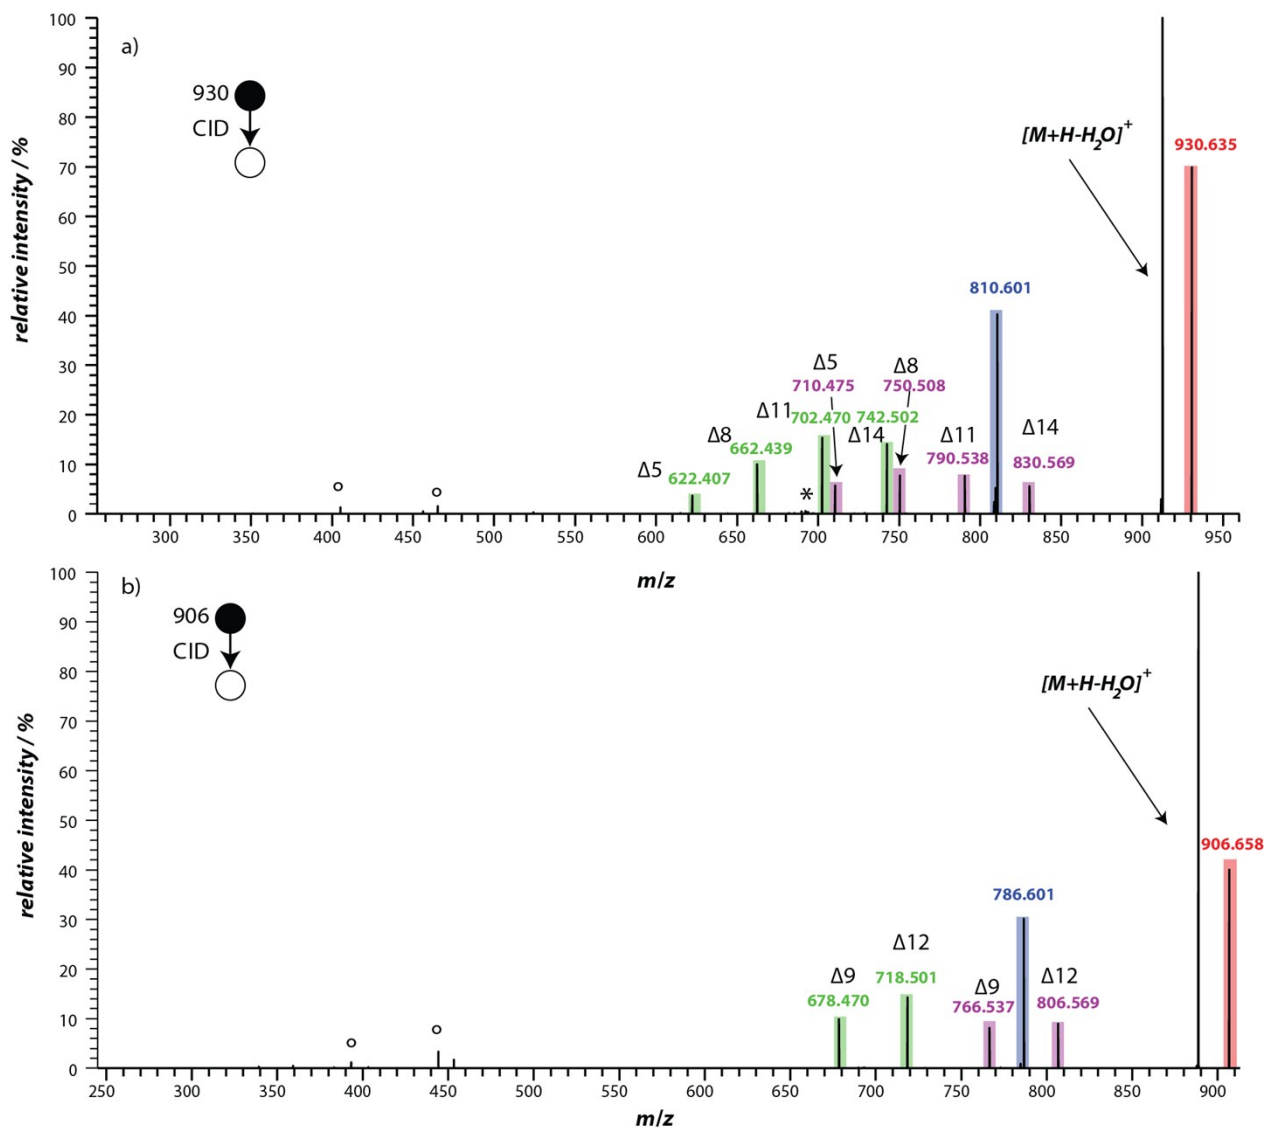 a)
930
CID
[M+H-H2O]+
930.635
810.601
Δ5
710.475
Δ8
750.508
Δ11
702.470
742.502
Δ8
662.439
Δ14
Δ11
790.538
Δ14
830.569
Δ5
622.407
*
relative intensity / %
100
90
80
70
60
50
40
30
20
10
0
300 350 400 450 500 550 600 650 700 750 800 850 900 950
m/z
b)
906
CID
[M+H-H2O]+
906.658
786.601
Δ12
718.501
Δ9
678.470
Δ9
766.537
Δ12
806.569
relative intensity / %
100
90
80
70
60
50
40
30
20
10
0
250 300 350 400 450 500 550 600 650 700 750 800 850 900
m/z